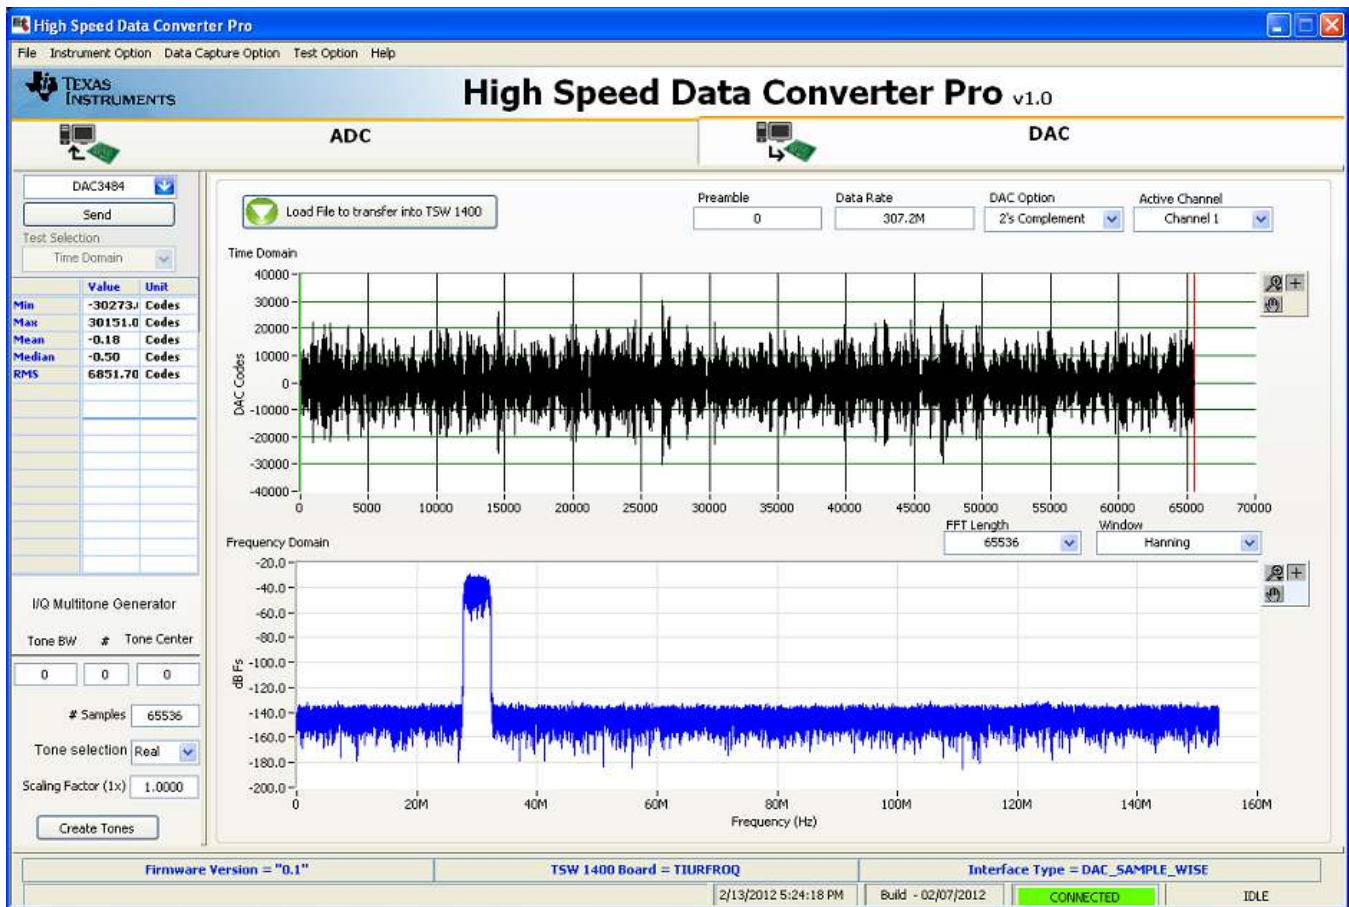 High Speed Data Converter Pro
File Instrument Option Data Capture Option Test Option Help
TEXAS INSTRUMENTS
High Speed Data Converter Pro v1.0
ADC
DAC
DAC3484
Send
Test Selection
Time Domain
Value Unit
Min -30273. Codes
Max 30151.0 Codes
Mean -0.18 Codes
Median -0.50 Codes
RMS 6851.70 Codes
I/Q Multitone Generator
Tone BW # Tone Center
0 0 0
# Samples 65536
Tone selection Real
Scaling Factor (1x) 1.0000
Create Tones
Load File to transfer into TSW 1400
Preamble
0
Data Rate
307.2M
DAC Option
2's Complement
Active Channel
Channel 1
Time Domain
DAC Codes
40000
30000
20000
10000
0
-10000
-20000
-30000
-40000
0 5000 10000 15000 20000 25000 30000 35000 40000 45000 50000 55000 60000 65000 70000
FFT Length
65536
Window
Hanning
Frequency Domain
dB Fs
-20.0
-40.0
-60.0
-80.0
-100.0
-120.0
-140.0
-160.0
-180.0
-200.0
0 20M 40M 60M 80M 100M 120M 140M 160M
Frequency (Hz)
Firmware Version = "0.1"
TSW 1400 Board = TIURFROQ
Interface Type = DAC_SAMPLE_WISE
2/13/2012 5:24:18 PM
Build - 02/07/2012
CONNECTED
IDLE